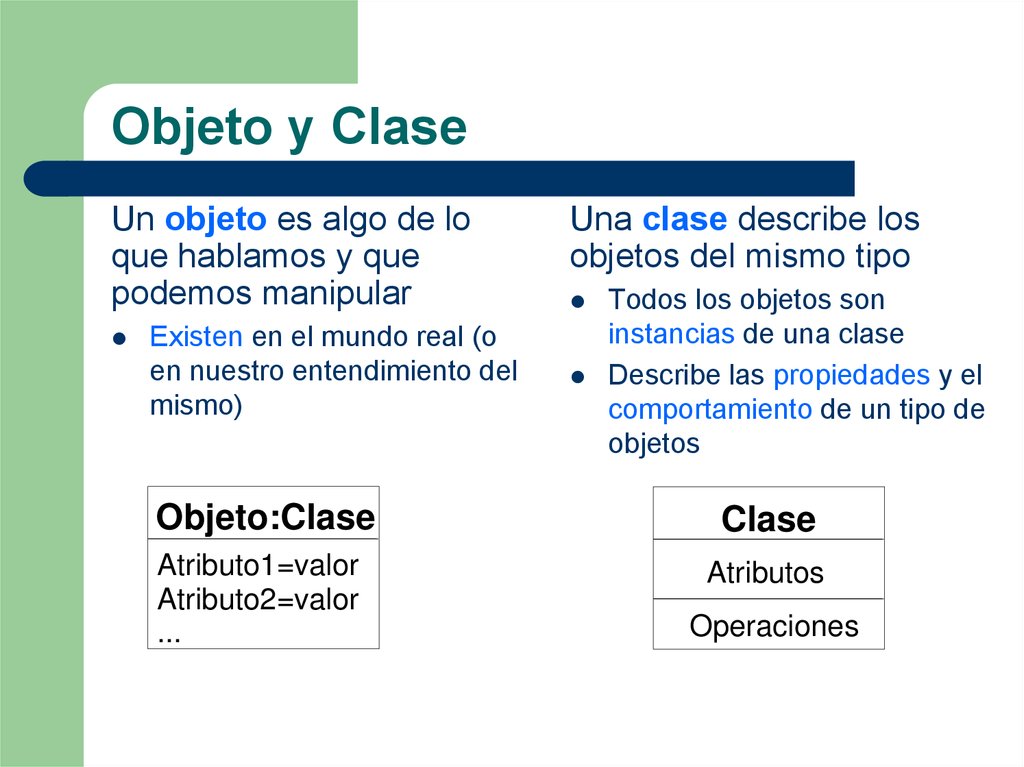 Objeto y Clase
Un objeto es algo de lo
que hablamos y que
podemos manipular
Existen en el mundo real (o
en nuestro entendimiento del
mismo)
Una clase describe los
objetos del mismo tipo
Todos los objetos son
instancias de una clase
Describe las propiedades y el
comportamiento de un tipo de
objetos
Objeto:Clase
Atributo1=valor
Atributo2=valor
...
Clase
Atributos
Operaciones